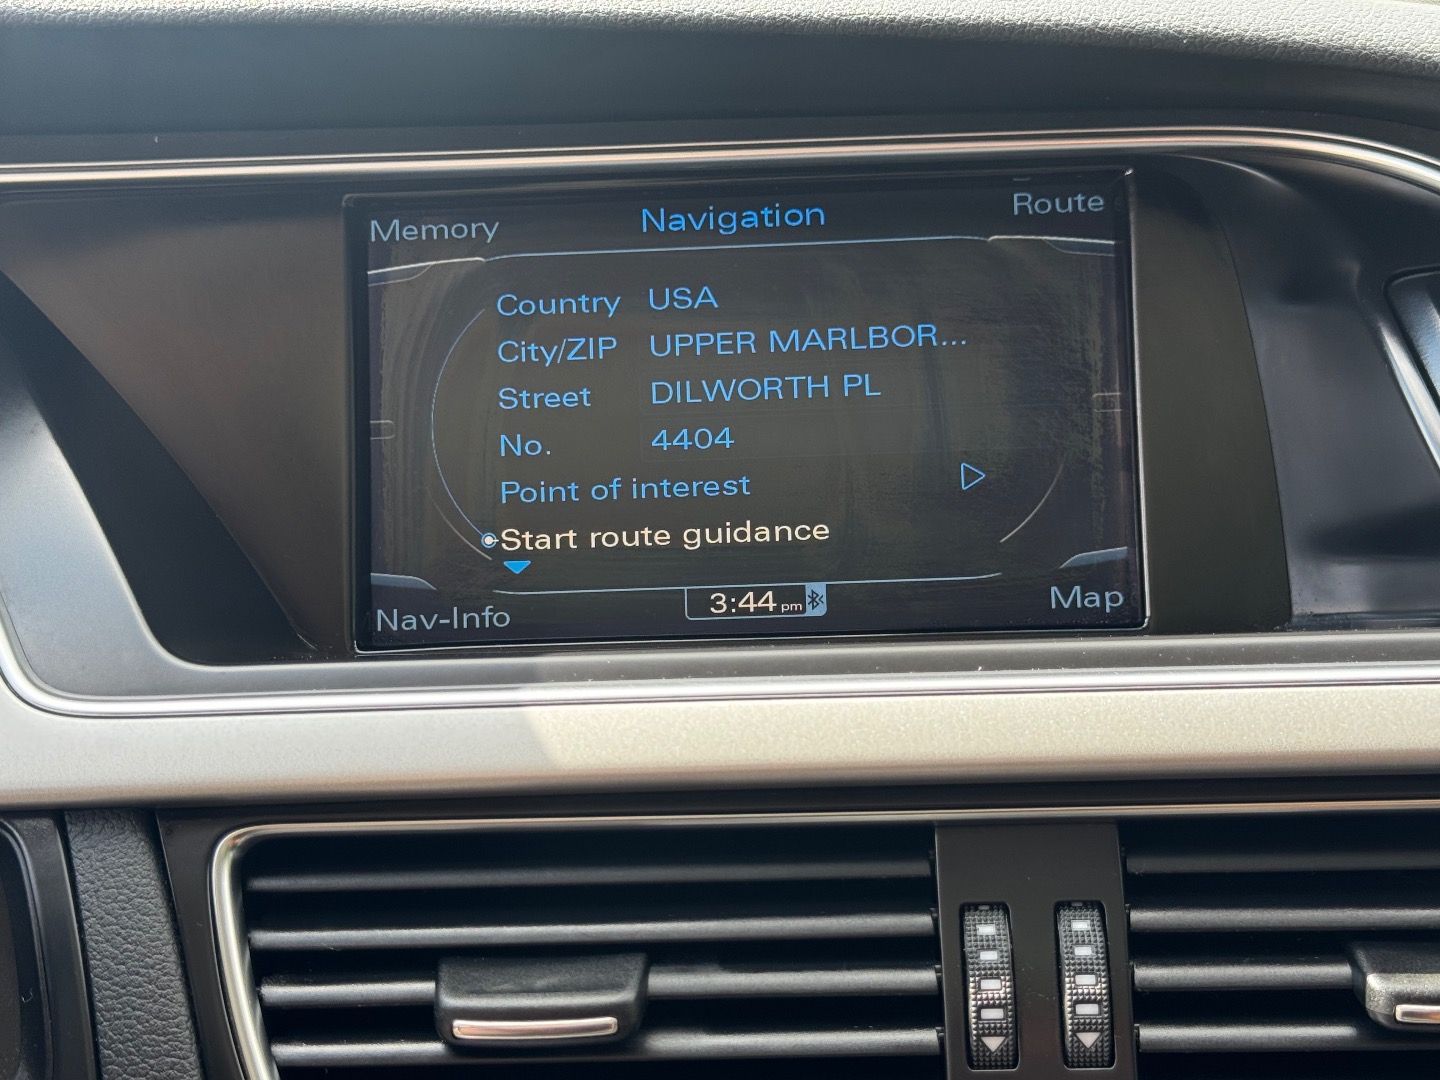 Memory Navigation Route
Country USA
City/ZIP UPPER MARLBOR...
Street DILWORTH PL
No. 4404
Point of interest
Start route guidance
Nav-Info 3:44 pm Map